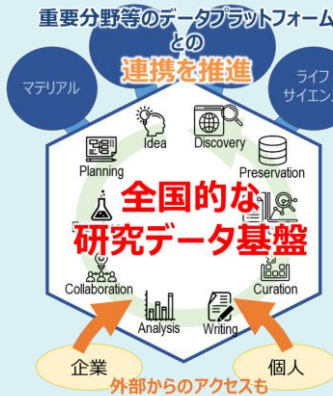 重要分野等のデータプラットフォーム
との
連携を推進
マテリアル
ライフ
サイエン
Idea
Discovery
Planning
Preservation
全国的な
研究データ基盤
Collaboration
Curation
Analysis
Writing
企業
個人
外部からのアクセスも